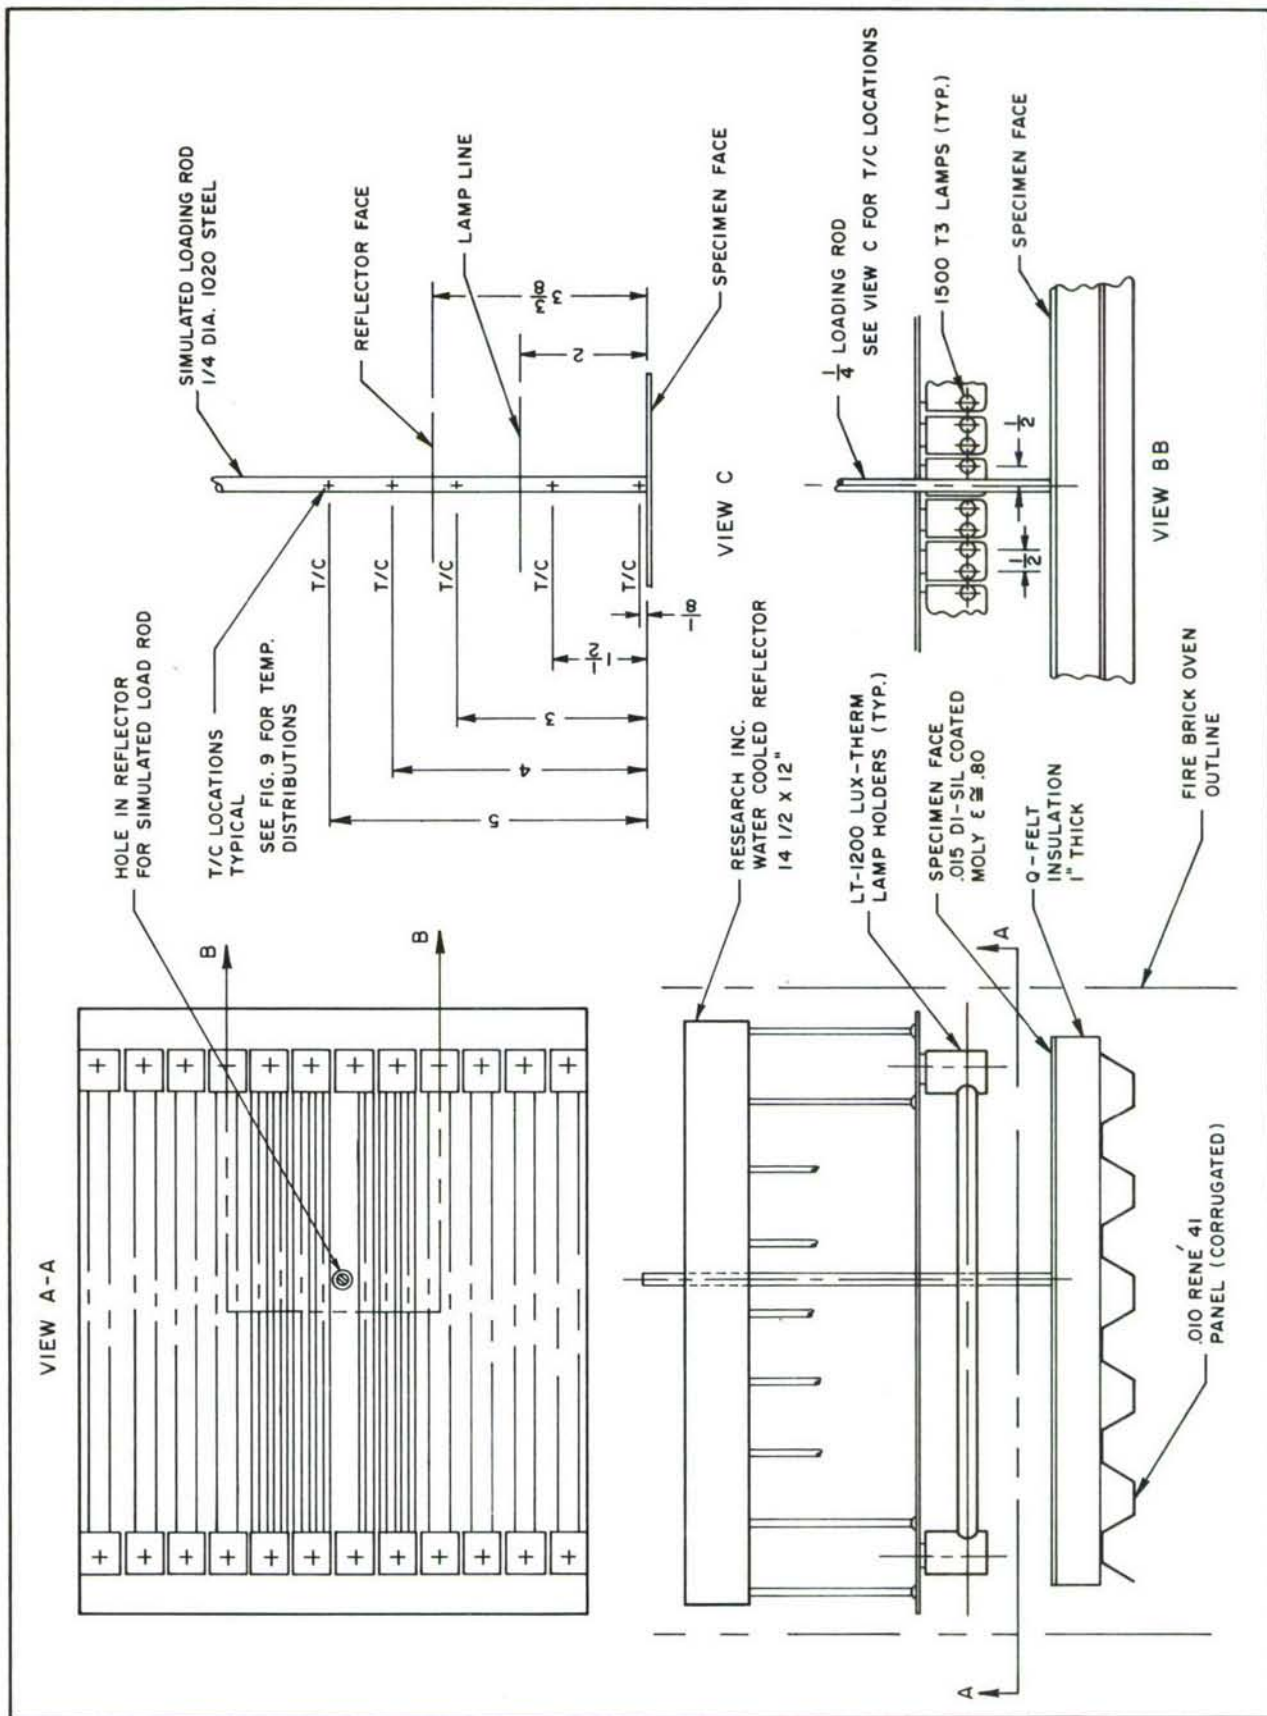 VIEW A-A
HOLE IN REFLECTOR
FOR SIMULATED LOAD ROD
B
B
T/C LOCATIONS
TYPICAL
SEE FIG. 9 FOR TEMP.
DISTRIBUTIONS
SIMULATED LOADING ROD
1/4 DIA. 1020 STEEL
REFLECTOR FACE
LAMP LINE
SPECIMEN FACE
T/C
T/C
T/C
T/C
T/C
5
4
3
1 1/2
1/8
2
3 3/8
VIEW C
RESEARCH INC.
WATER COOLED REFLECTOR
14 1/2 X 12"
LT-1200 LUX-THERM
LAMP HOLDERS (TYP.)
SPECIMEN FACE
.015 DI-SIL COATED
MOLY ε ≅ .80
Q-FELT
INSULATION
1" THICK
FIRE BRICK OVEN
OUTLINE
A
A
.010 RENÉ 41
PANEL (CORRUGATED)
1/4 LOADING ROD
SEE VIEW C FOR T/C LOCATIONS
1500 T3 LAMPS (TYP.)
1/2
1/2
SPECIMEN FACE
VIEW BB